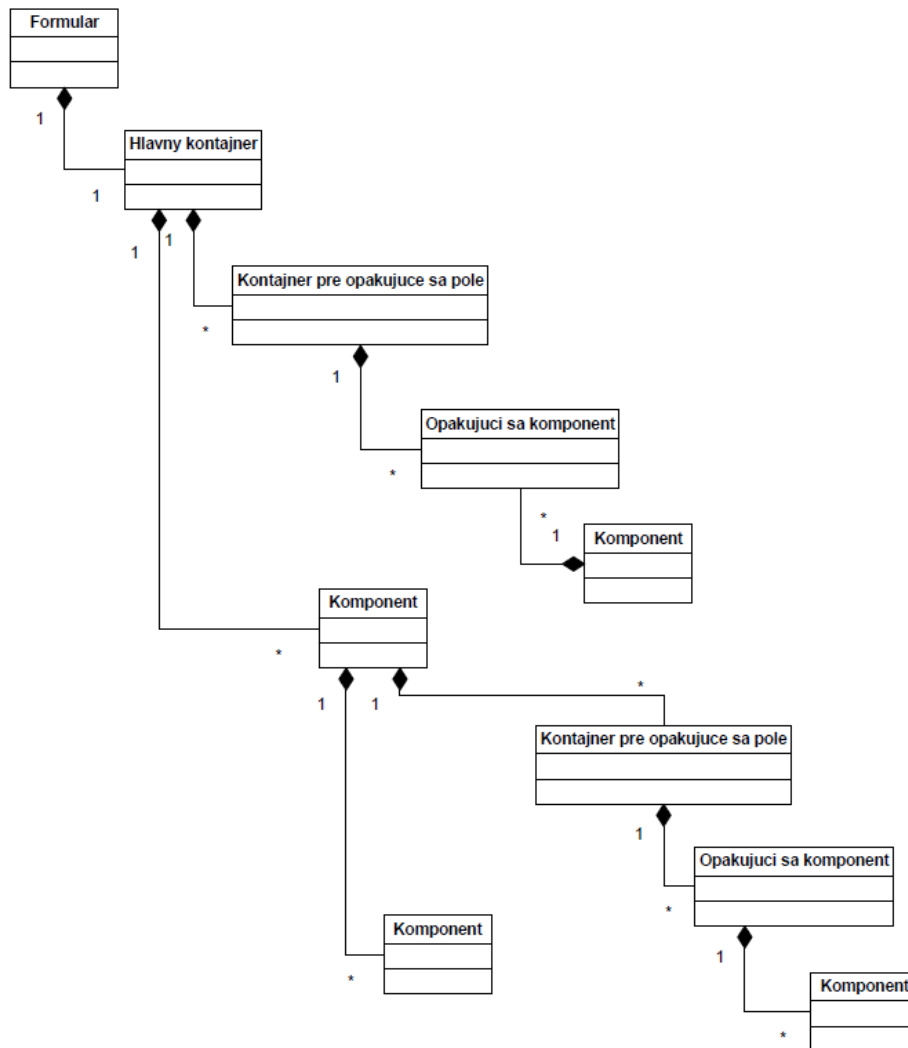 Formular
1
Hlavny kontajner
1
1
1
Kontajner pre opakujuce sa pole
*
1
Opakujuci sa komponent
*
*
1
Komponent
Komponent
*
1
1
*
Kontajner pre opakujuce sa pole
1
Opakujuci sa komponent
*
Komponent
1
*
Komponent
*